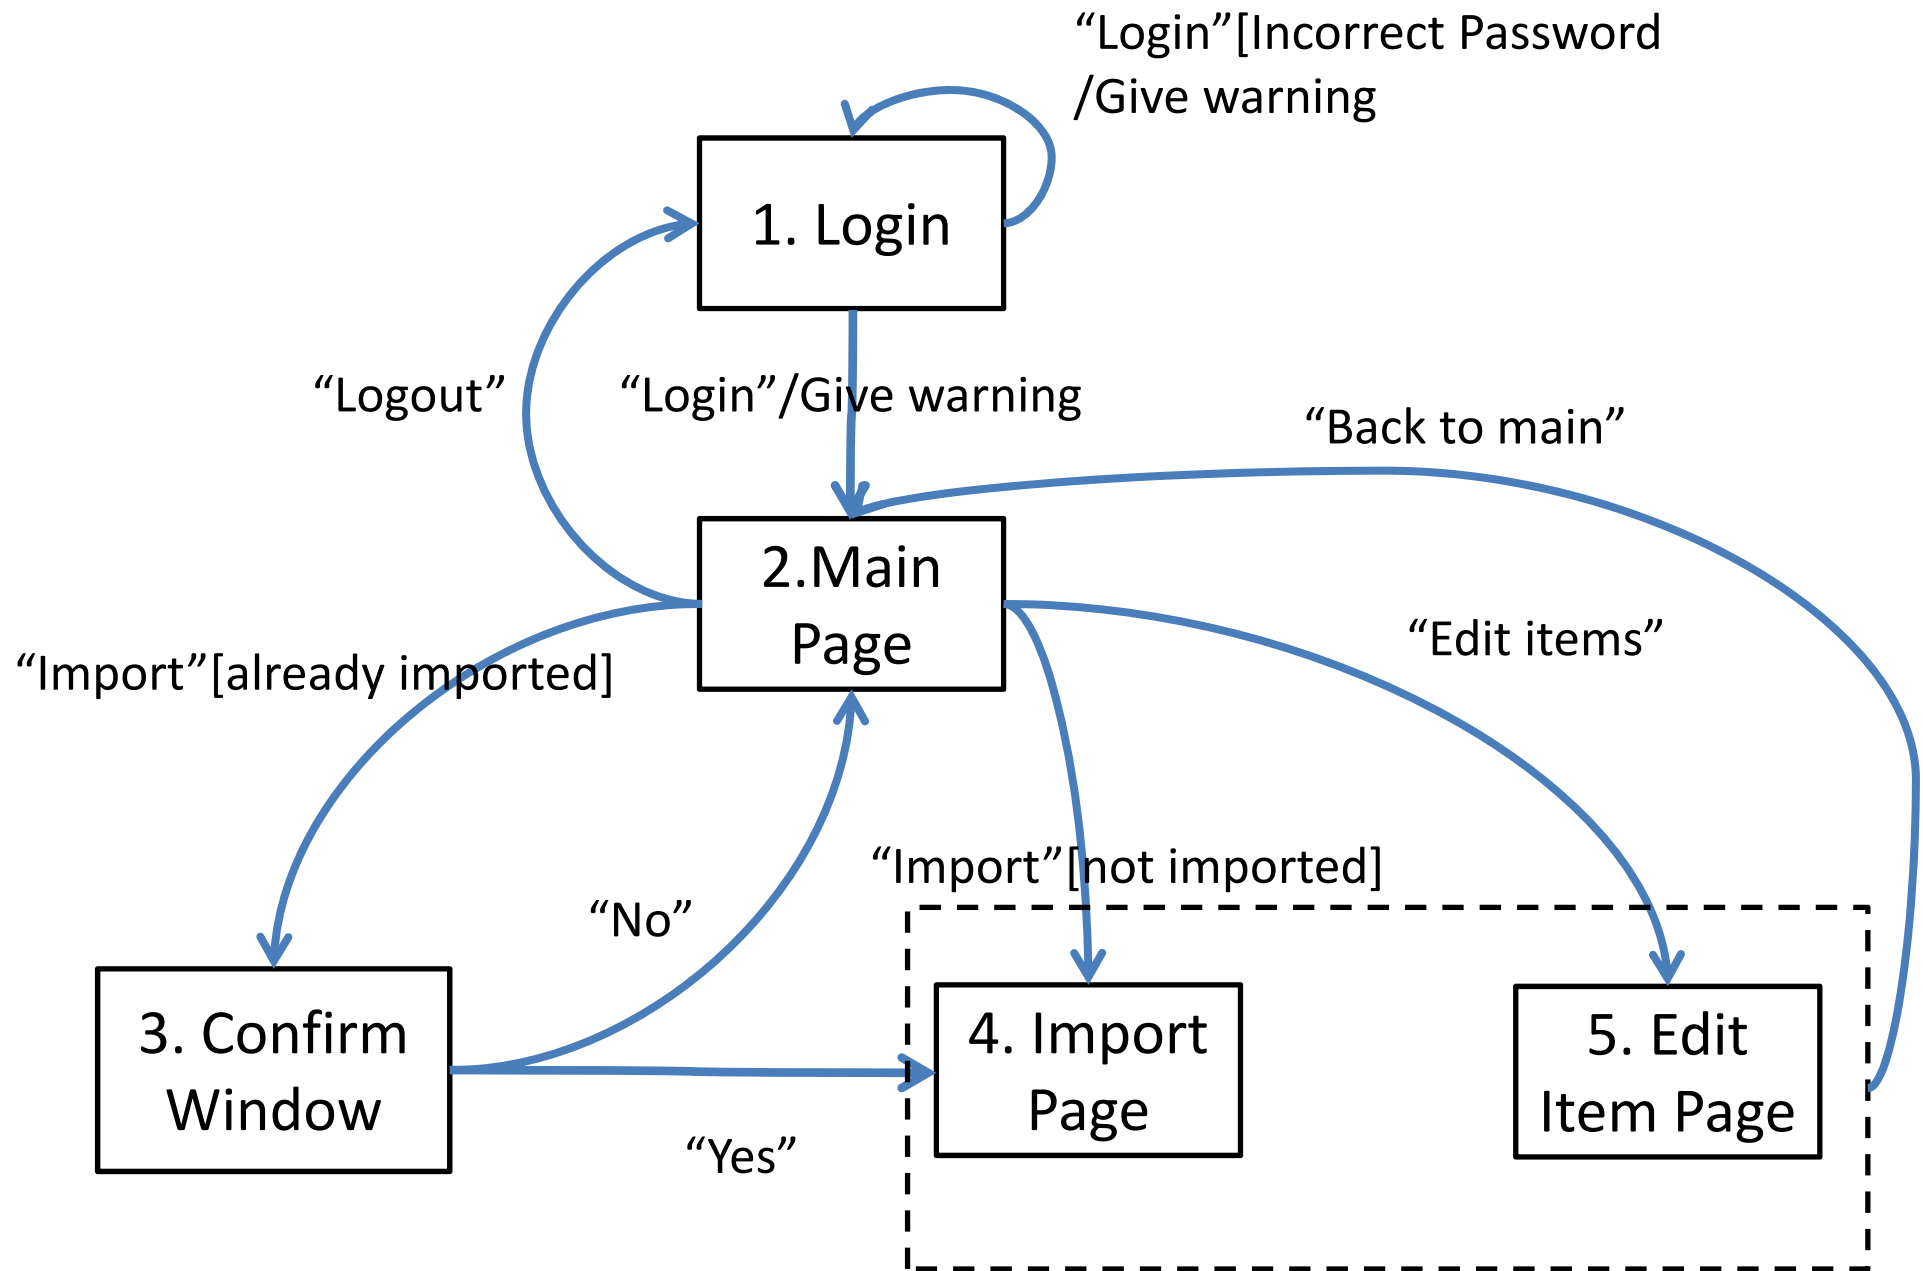 “Login”[Incorrect Password
/Give warning
1. Login
“Logout”
“Login”/Give warning
“Back to main”
2.Main
Page
“Edit items”
“Import”[already imported]
“Import”[not imported]
“No”
3. Confirm
Window
4. Import
Page
5. Edit
Item Page
“Yes”